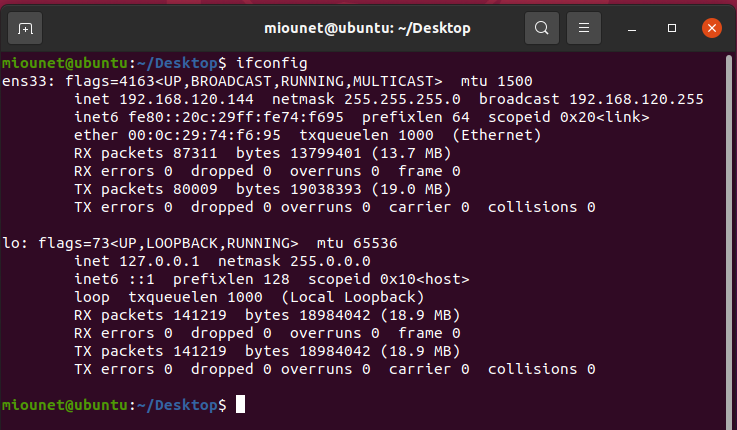 miounet@ubuntu: ~/Desktop
miounet@ubuntu:~/Desktop$ ifconfig
ens33: flags=4163<UP,BROADCAST,RUNNING,MULTICAST>  mtu 1500
        inet 192.168.120.144  netmask 255.255.255.0  broadcast 192.168.120.255
        inet6 fe80::20c:29ff:fe74:f695  prefixlen 64  scopeid 0x20<link>
        ether 00:0c:29:74:f6:95  txqueuelen 1000  (Ethernet)
        RX packets 87311  bytes 13799401 (13.7 MB)
        RX errors 0  dropped 0  overruns 0  frame 0
        TX packets 80009  bytes 19038393 (19.0 MB)
        TX errors 0  dropped 0 overruns 0  carrier 0  collisions 0

lo: flags=73<UP,LOOPBACK,RUNNING>  mtu 65536
        inet 127.0.0.1  netmask 255.0.0.0
        inet6 ::1  prefixlen 128  scopeid 0x10<host>
        loop  txqueuelen 1000  (Local Loopback)
        RX packets 141219  bytes 18984042 (18.9 MB)
        RX errors 0  dropped 0  overruns 0  frame 0
        TX packets 141219  bytes 18984042 (18.9 MB)
        TX errors 0  dropped 0 overruns 0  carrier 0  collisions 0

miounet@ubuntu:~/Desktop$